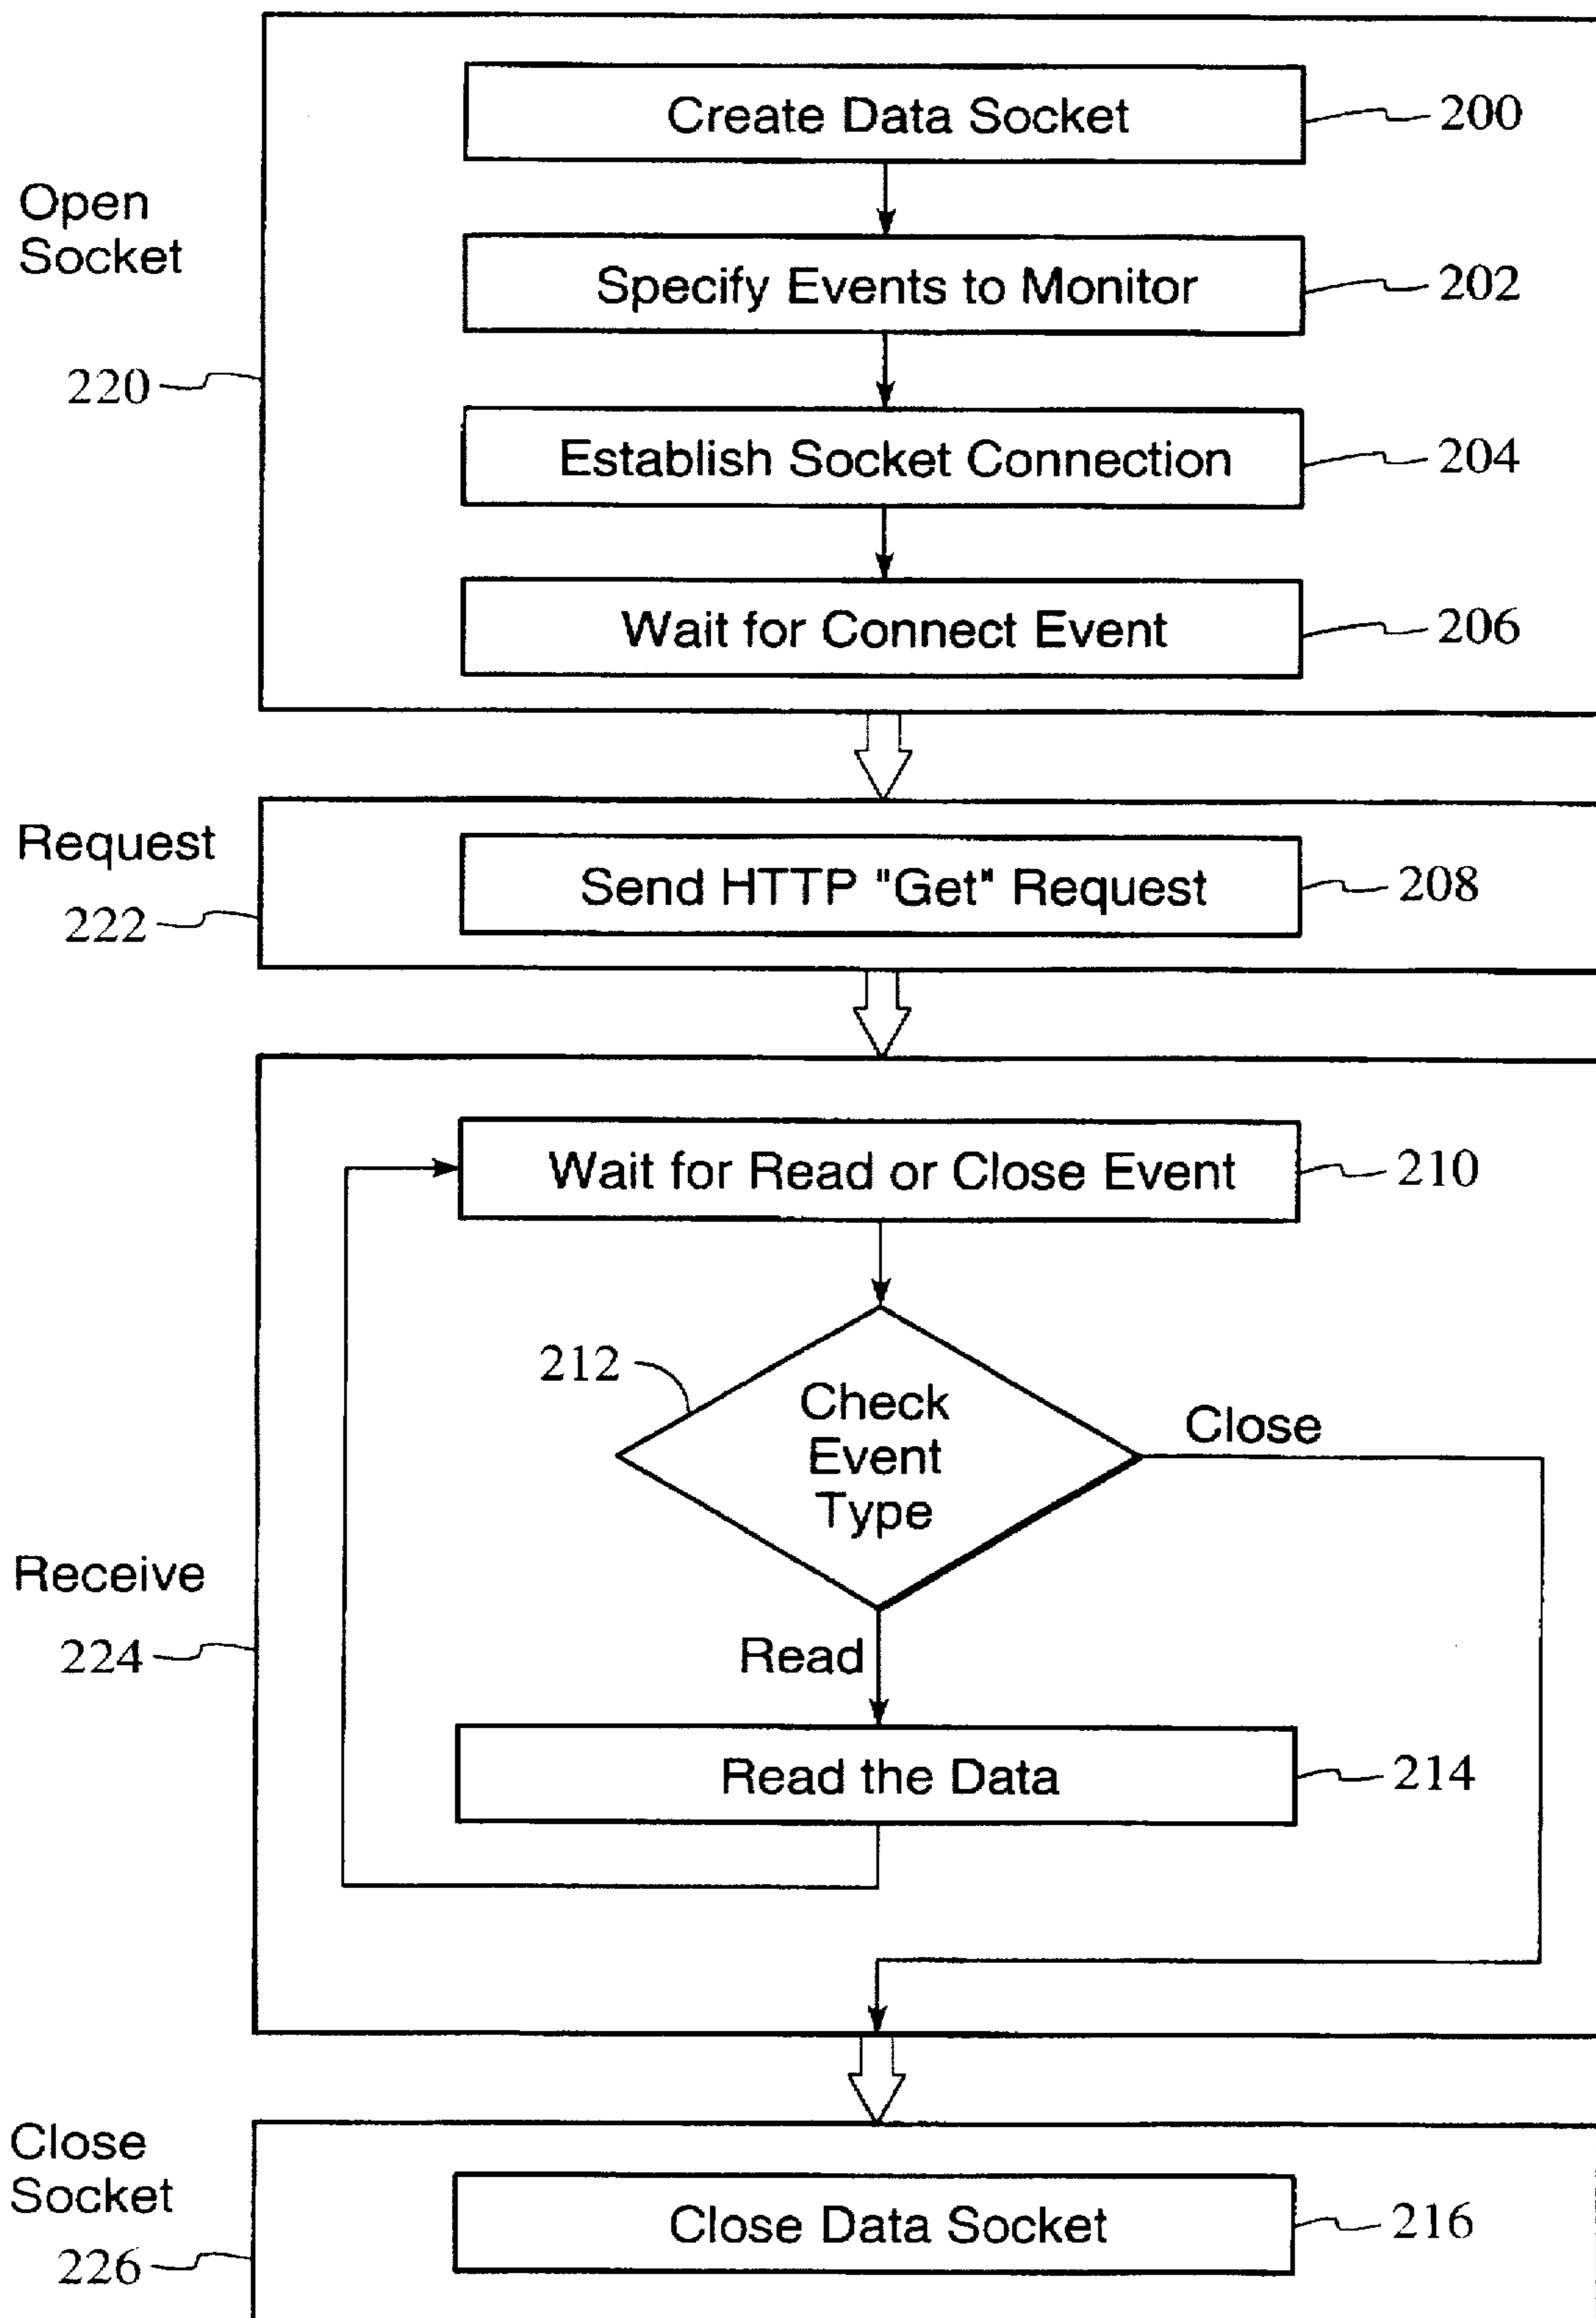 Create Data Socket
200
Open
Socket
Specify Events to Monitor
202
220
Establish Socket Connection
204
Wait for Connect Event
206
Request
222
Send HTTP "Get" Request
208
Wait for Read or Close Event
210
212
Check
Event
Type
Close
Receive
224
Read
Read the Data
214
Close
Socket
226
Close Data Socket
216